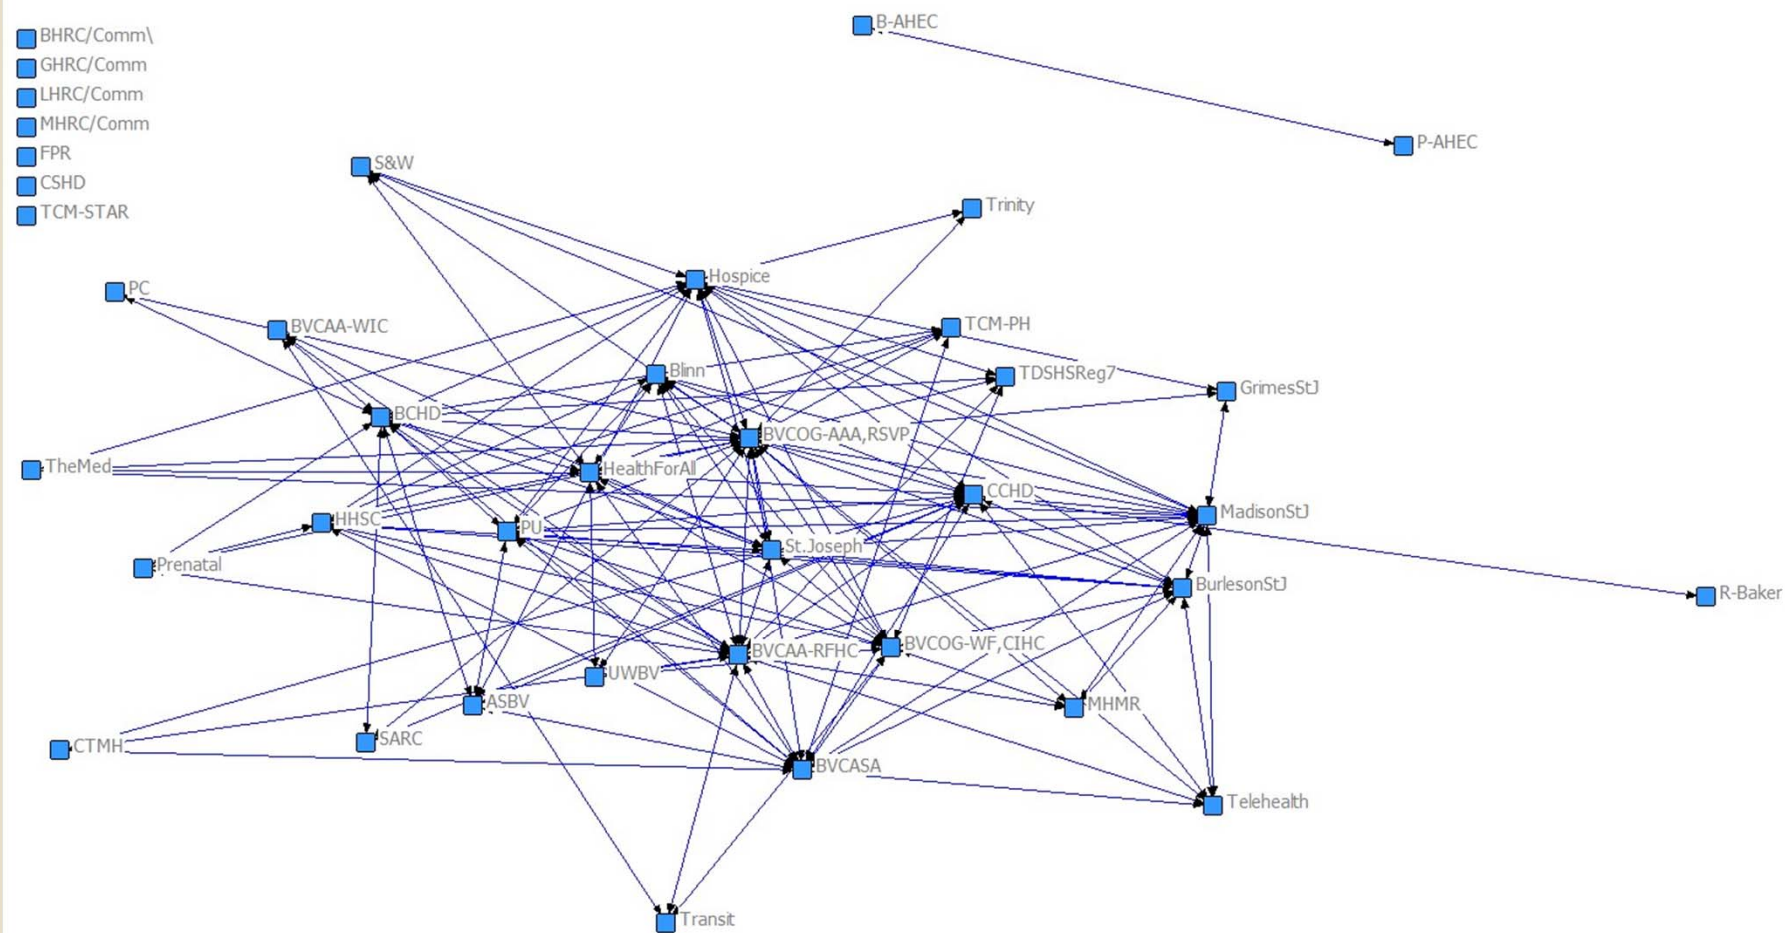 BHRC/Comm\
GHRC/Comm
LHRC/Comm
MHRC/Comm
FPR
CSHD
TCM-STAR
B-AHEC
P-AHEC
S&W
Trinity
Hospice
PC
BVCAA-WIC
TCM-PH
Blinn
TDSHSReg7
GrimesStJ
BCHD
BVCOG-AAA,RSVP
TheMed
HealthForAll
CCHD
MadisonStJ
HHSC
PU
St.Joseph
Prenatal
BurlesonStJ
R-Baker
BVCAA-RFHC
BVCOG-WF,CIHC
UWBV
ASBV
MHMR
CTMH
SARC
BVCASA
Telehealth
Transit